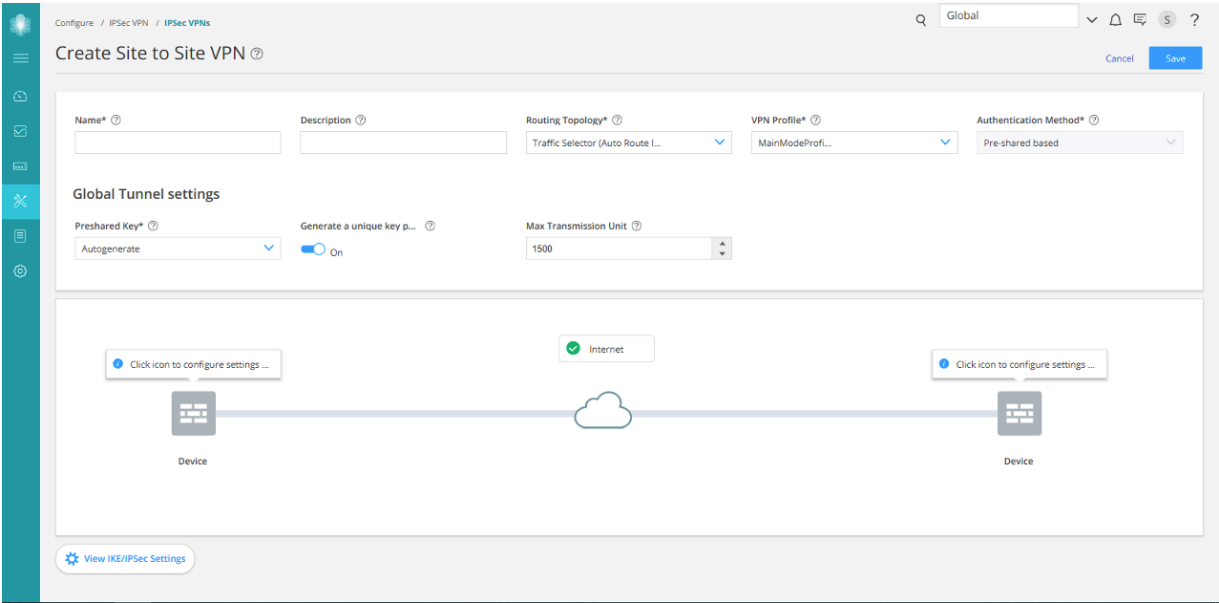 Configure / IPSec VPN / IPSec VPNs
Global
S ?
Create Site to Site VPN ?
Cancel
Save
Name* ?
Description ?
Routing Topology* ?
VPN Profile* ?
Authentication Method* ?
Traffic Selector (Auto Route I...
MainModeProfi...
Pre-shared based
Global Tunnel settings
Preshared Key* ?
Generate a unique key p... ?
Max Transmission Unit ?
Autogenerate
On
1500
Internet
Click icon to configure settings ...
Click icon to configure settings ...
Device
Device
View IKE/IPSec Settings